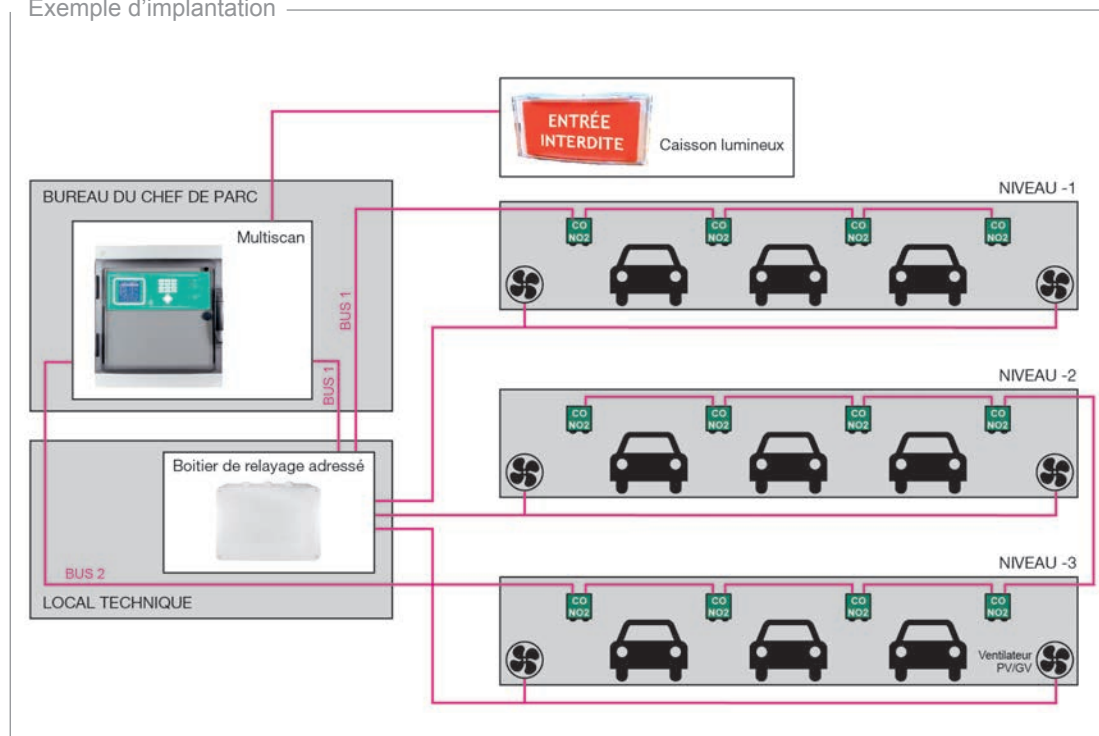 Exemple d'implantation
ENTRÉE
INTERDITE
Caisson lumineux
BUREAU DU CHEF DE PARC
Multiscan
BUS 1
BUS 1
NIVEAU -1
CO
NO2
CO
NO2
CO
NO2
CO
NO2
NIVEAU -2
CO
NO2
CO
NO2
CO
NO2
CO
NO2
Boitier de relayage adressé
BUS 2
LOCAL TECHNIQUE
NIVEAU -3
CO
NO2
CO
NO2
CO
NO2
CO
NO2
Ventilateur
PV/GV